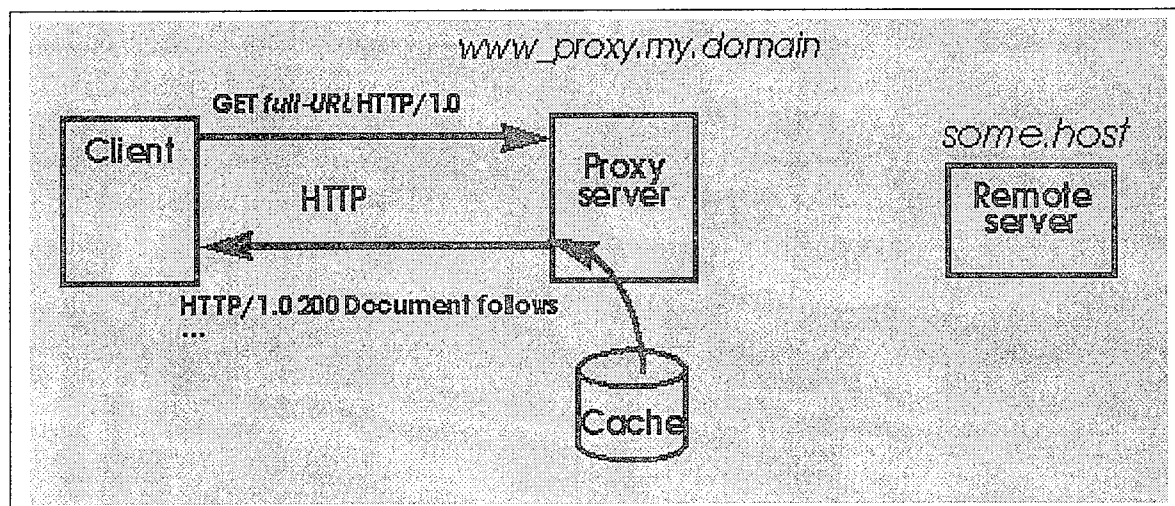 www_proxy.my.domain
GET full-URL HTTP/1.0
Client
Proxy
server
some.host
Remote
server
HTTP
HTTP/1.0 200 Document follows
...
Cache